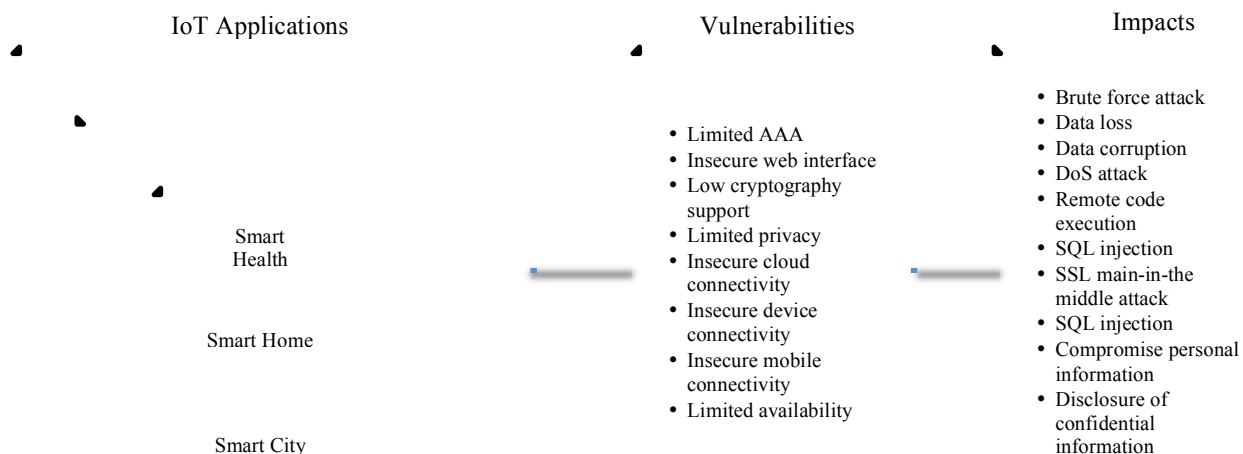 IoT Applications
Smart
Health
Smart Home
Smart City
Vulnerabilities
• Limited AAA
• Insecure web interface
• Low cryptography
support
• Limited privacy
• Insecure cloud
connectivity
• Insecure device
connectivity
• Insecure mobile
connectivity
• Limited availability
Impacts
• Brute force attack
• Data loss
• Data corruption
• DoS attack
• Remote code
execution
• SQL injection
• SSL main-in-the
middle attack
• SQL injection
• Compromise personal
information
• Disclosure of
confidential
information